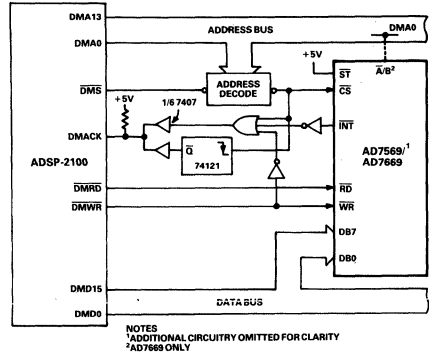 DMA13
ADDRESS BUS
DMA0
DMA0
+5V
ST
A/B²
DMS
ADDRESS DECODE
CS
+5V
1/6 7407
DMACK
INT
ADSP-2100
Q
74121
AD7569/¹
AD7669
DMRD
RD
DMWR
WR
DB7
DB0
DMD15
DATA BUS
DMD0
NOTES
¹ADDITIONAL CIRCUITRY OMITTED FOR CLARITY
²AD7669 ONLY